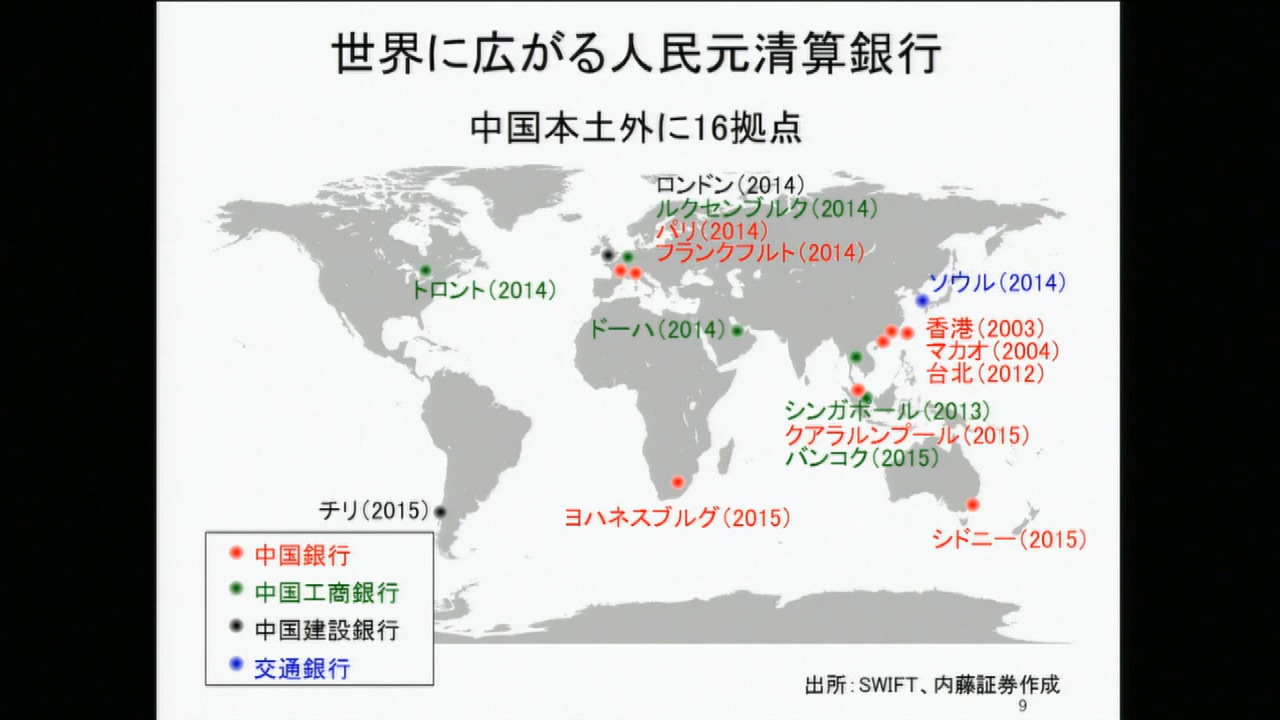 世界に広がる人民元清算銀行
中国本土外に16拠点
ロンドン(2014)
ルクセンブルク(2014)
パリ(2014)
フランクフルト(2014)
トロント(2014)
ソウル(2014)
ドーハ(2014)
香港(2003)
マカオ(2004)
台北(2012)
シンガポール(2013)
クアラルンプール(2015)
バンコク(2015)
チリ(2015)
ヨハネスブルグ(2015)
シドニー(2015)
中国銀行
中国工商銀行
中国建設銀行
交通銀行
出所:SWIFT、内藤証券作成
9